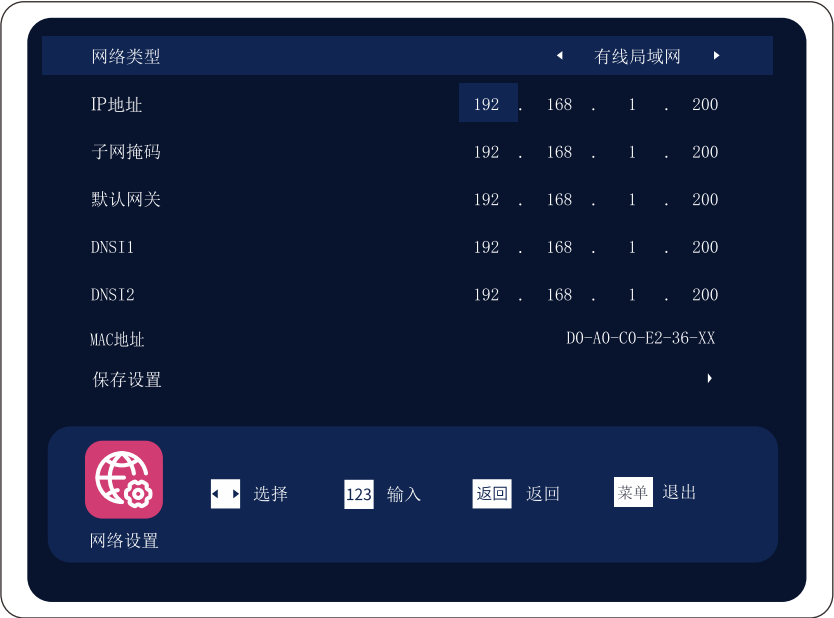 网络类型 有线局域网
IP地址 192 . 168 . 1 . 200
子网掩码 192 . 168 . 1 . 200
默认网关 192 . 168 . 1 . 200
DNSI1 192 . 168 . 1 . 200
DNSI2 192 . 168 . 1 . 200
MAC地址 D0-A0-C0-E2-36-XX
保存设置
选择 123 输入 返回 返回 菜单 退出
网络设置